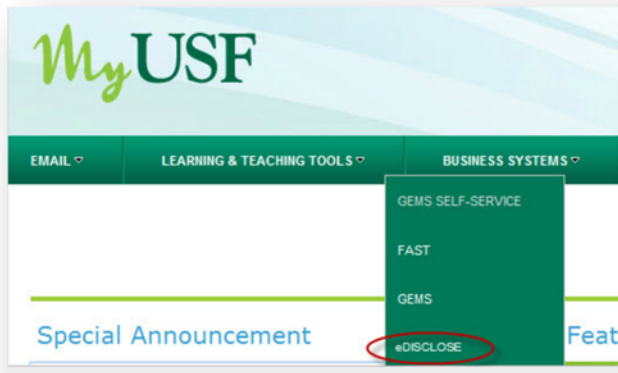 MyUSF
EMAIL LEARNING & TEACHING TOOLS BUSINESS SYSTEMS
GEMS SELF-SERVICE
FAST
GEMS
eDISCLOSE
Special Announcement Feat